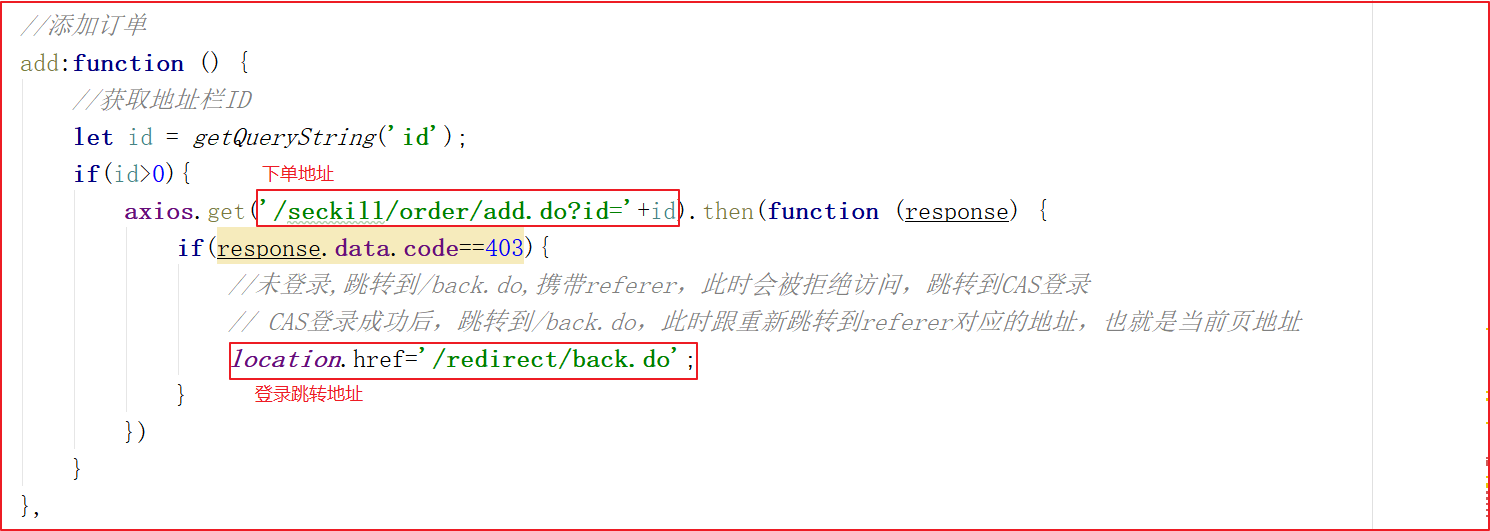 //添加订单
add:function () {
//获取地址栏ID
let id = getQueryString('id');
if(id>0){
下单地址
axios.get('/seckill/order/add.do?id='+id).then(function (response) {
if(response.data.code==403){
//未登录,跳转到/back.do,携带referer，此时会被拒绝访问，跳转到CAS登录
// CAS登录成功后，跳转到/back.do，此时跟重新跳转到referer对应的地址，也就是当前页地址
location.href='/redirect/back.do';
}
登录跳转地址
})
}
},